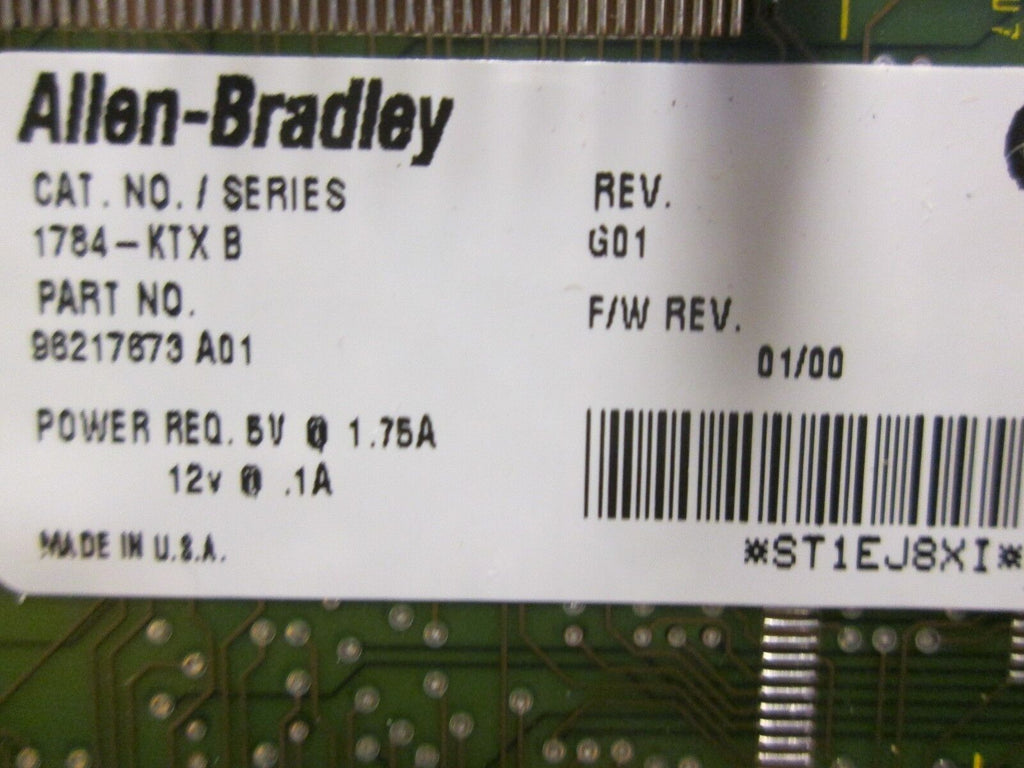 Allen-Bradley
CAT. NO. / SERIES
1784-KTX B
PART NO.
96217673 A01
POWER REQ. 5V @ 1.75A
12v @ .1A
MADE IN U.S.A.
REV.
G01
F/W REV.
01/00
*ST1EJ8XI*